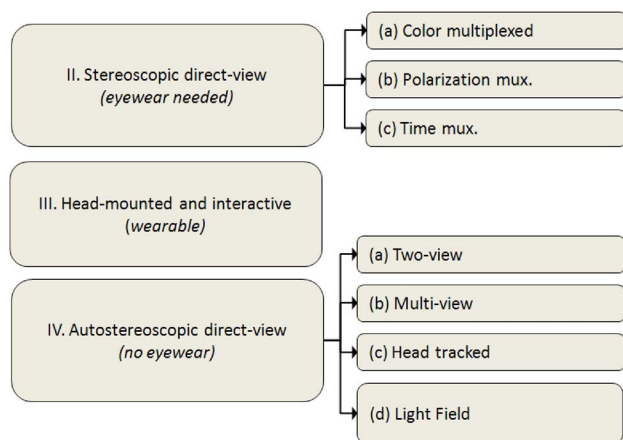 II. Stereoscopic direct-view
(eyewear needed)
(a) Color multiplexed
(b) Polarization mux.
(c) Time mux.
III. Head-mounted and interactive
(wearable)
IV. Autostereoscopic direct-view
(no eyewear)
(a) Two-view
(b) Multi-view
(c) Head tracked
(d) Light Field